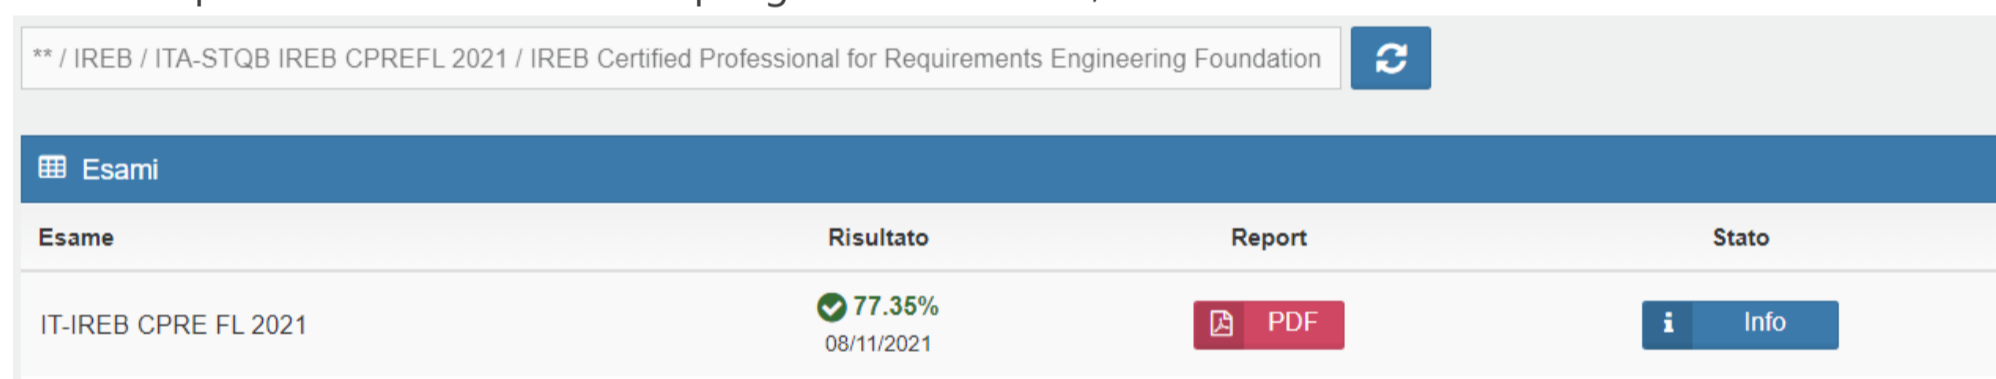 ** / IREB / ITA-STQB IREB CPREFL 2021 / IREB Certified Professional for Requirements Engineering Foundation
Esami
Esame Risultato Report Stato
IT-IREB CPRE FL 2021 77.35% PDF Info
08/11/2021